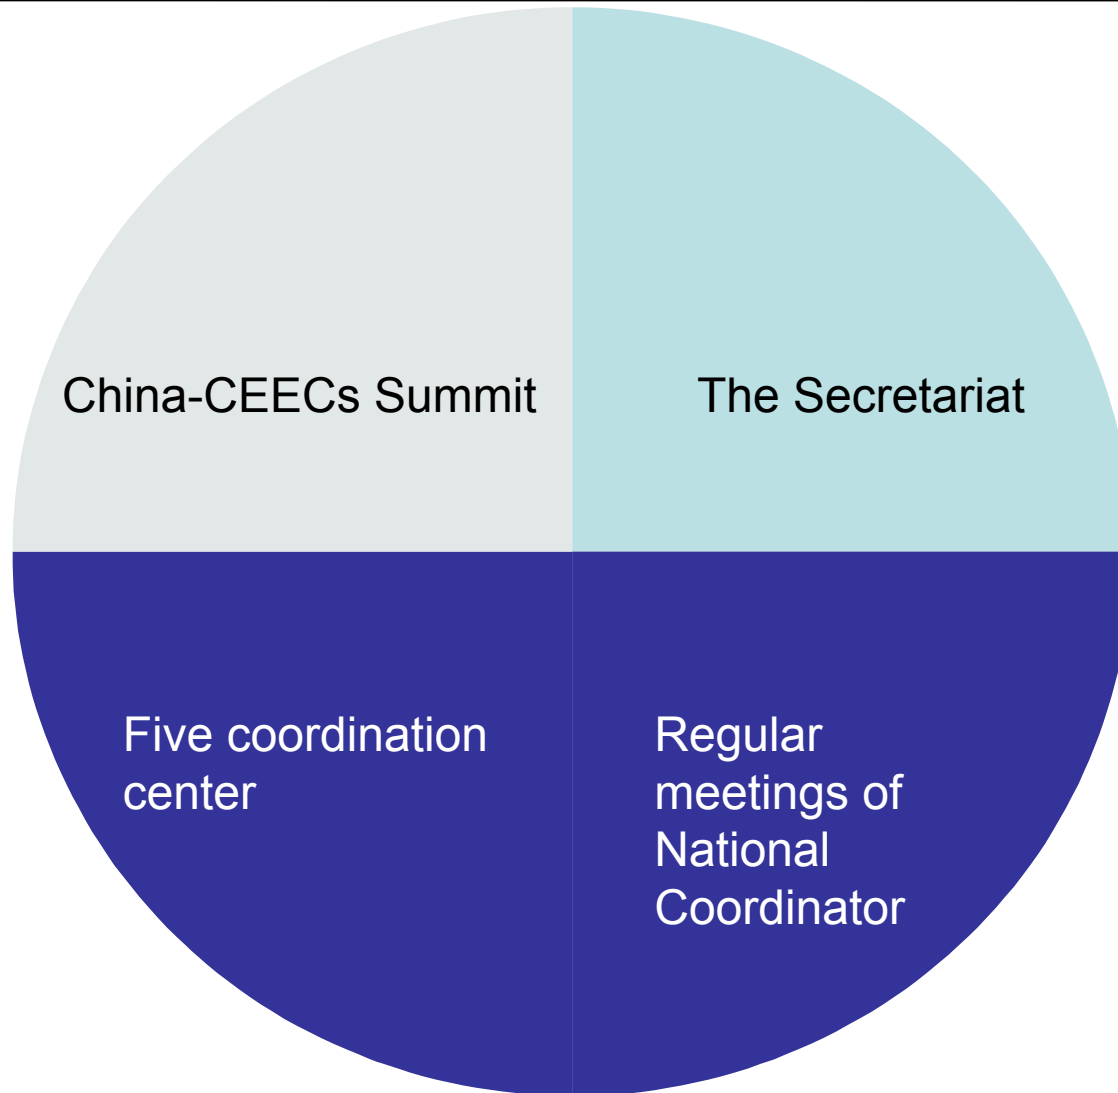 China-CEECs Summit
The Secretariat
Five coordination
center
Regular
meetings of
National
Coordinator